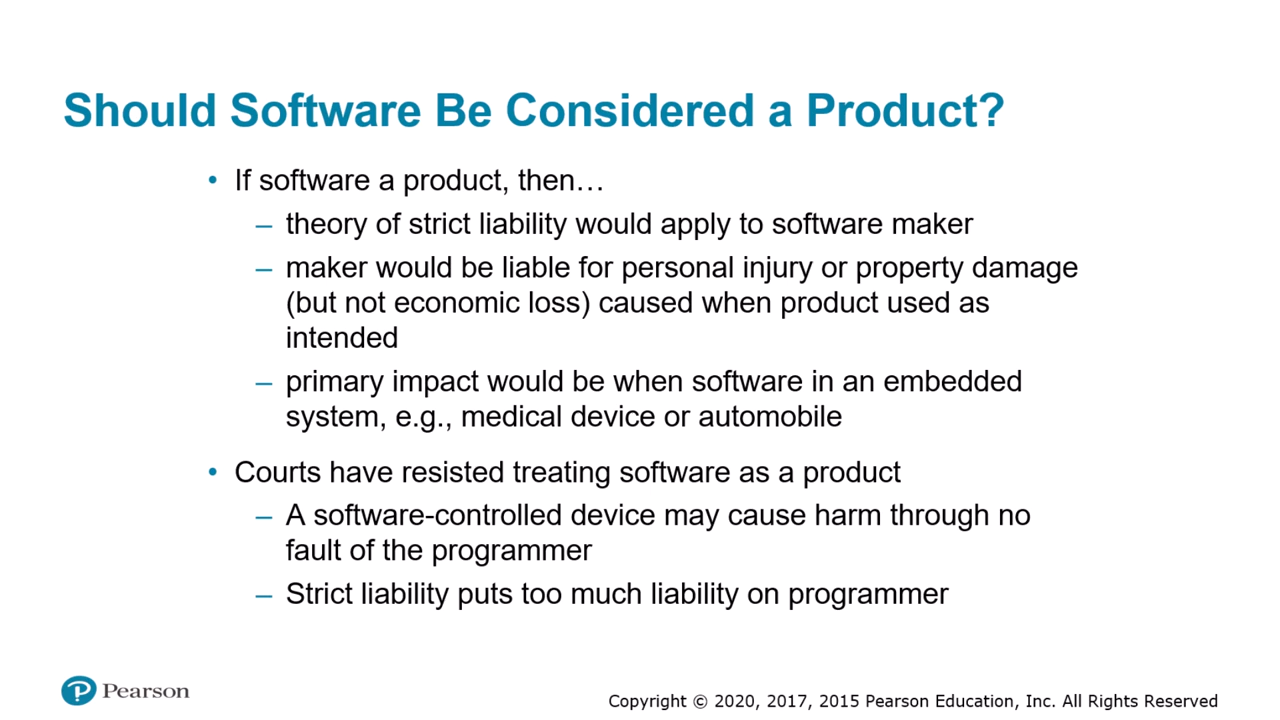 Should Software Be Considered a Product?
• If software a product, then…
– theory of strict liability would apply to software maker
– maker would be liable for personal injury or property damage
(but not economic loss) caused when product used as
intended
– primary impact would be when software in an embedded
system, e.g., medical device or automobile
• Courts have resisted treating software as a product
– A software-controlled device may cause harm through no
fault of the programmer
– Strict liability puts too much liability on programmer
Pearson
Copyright © 2020, 2017, 2015 Pearson Education, Inc. All Rights Reserved